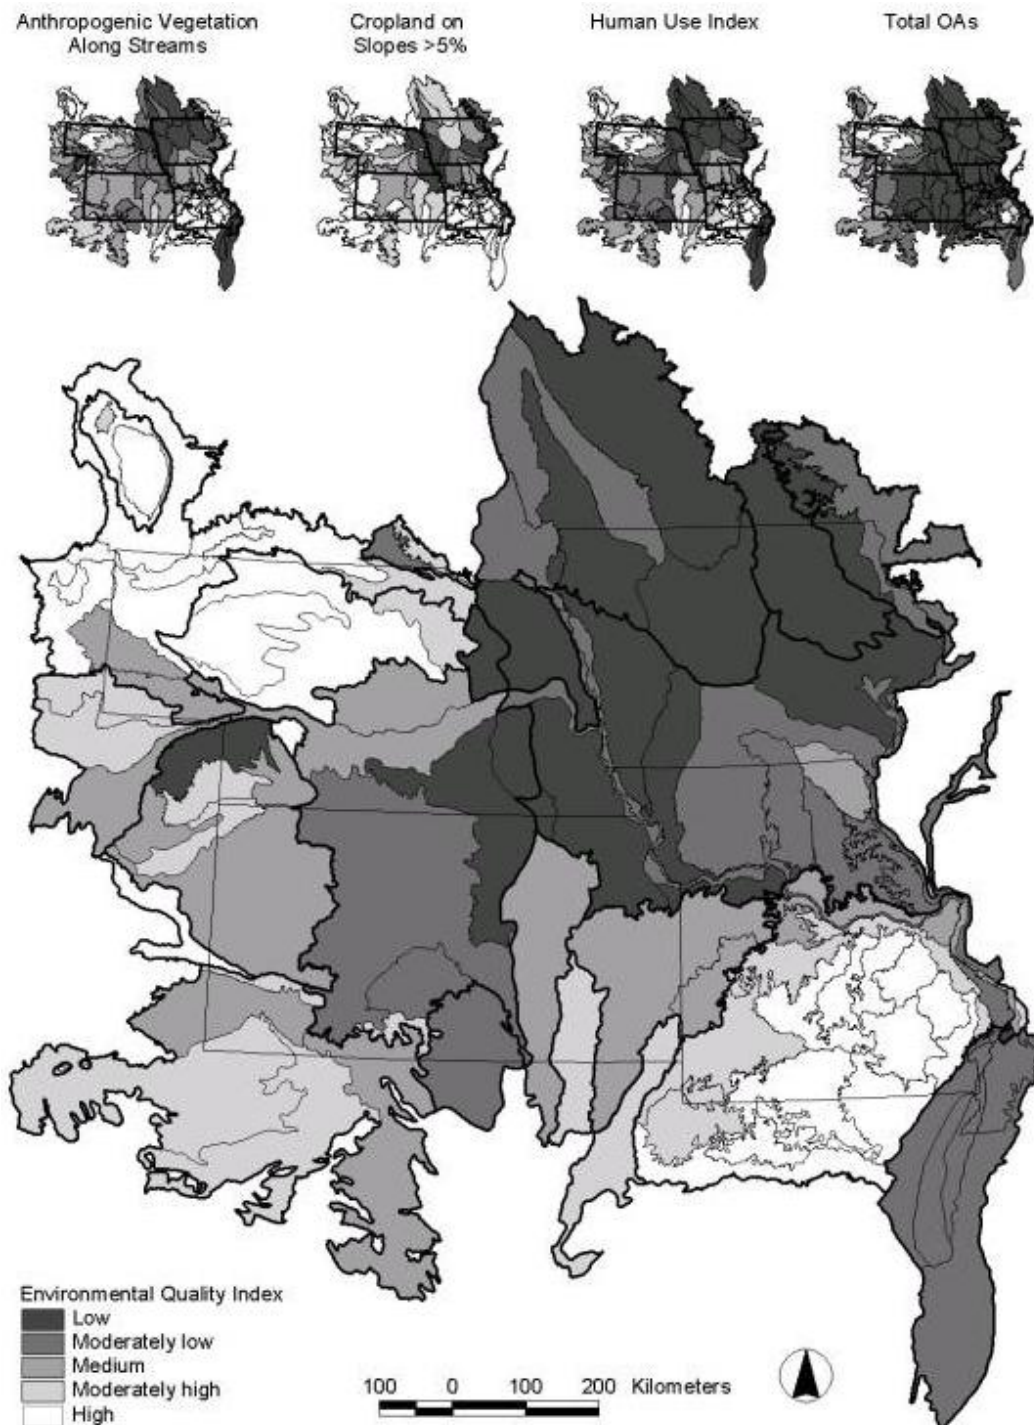 Anthropogenic Vegetation
Along Streams
Cropland on
Slopes >5%
Human Use Index
Total OAs
Environmental Quality Index
Low
Moderately low
Medium
Moderately high
High
100 0 100 200 Kilometers